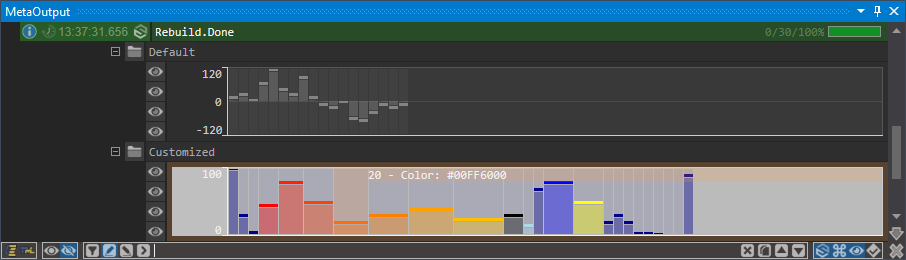 MetaOutput
13:37:31.656 Rebuild.Done 0/30/100%
Default
120
0
-120
Customized
100
20 - Color: #00FF6000
0